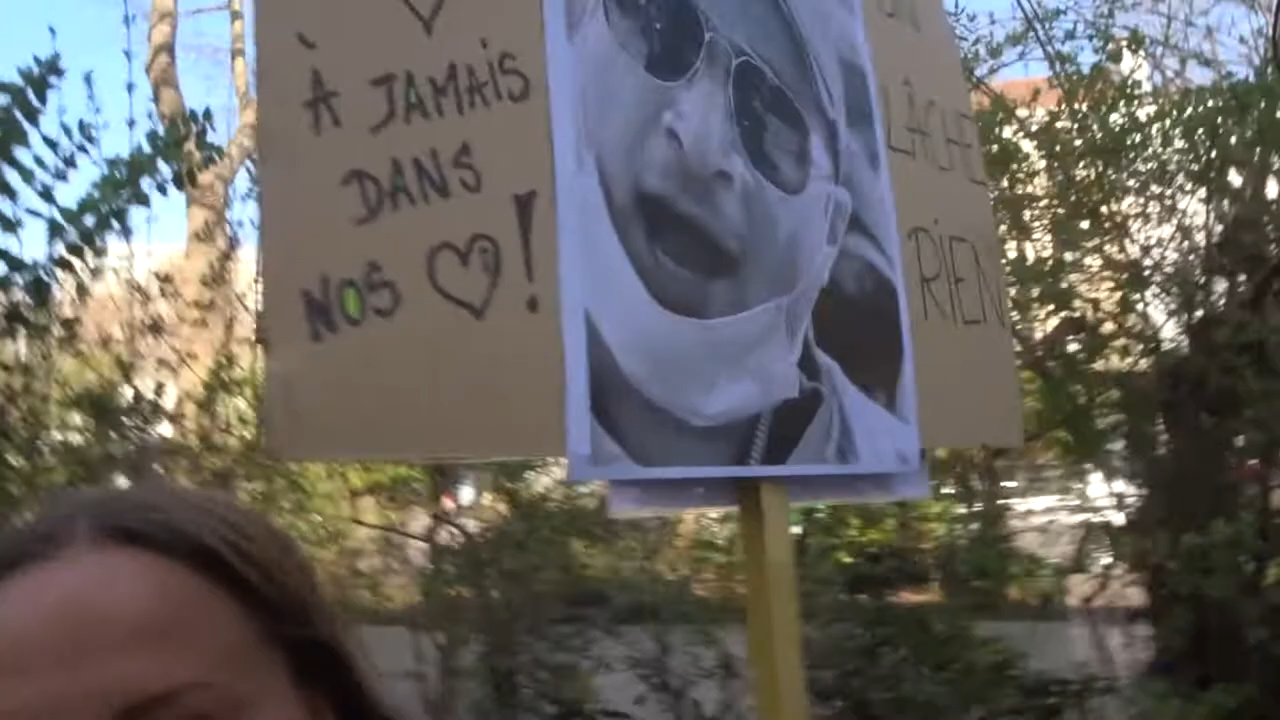 À JAMAIS
DANS
NOS ♡!
LÂCHE
RIEN